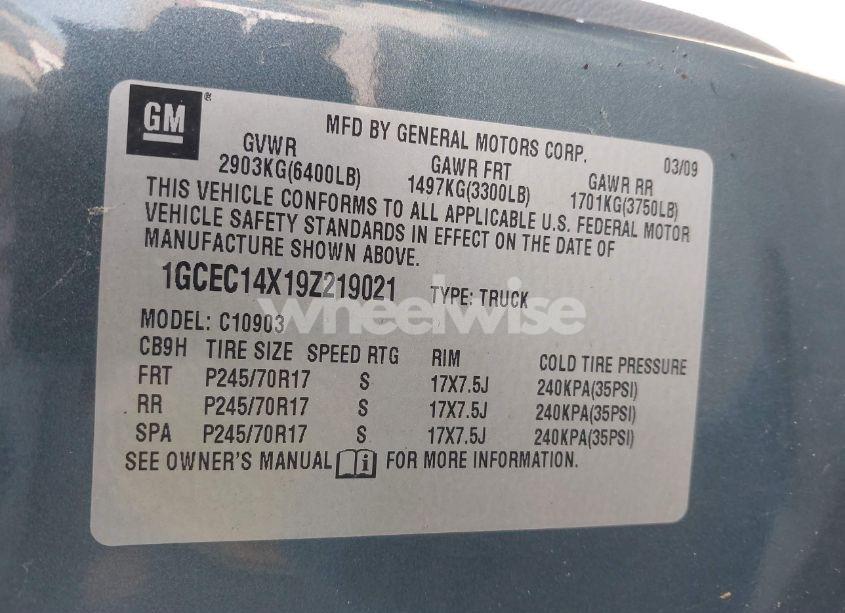 GM®
MFD BY GENERAL MOTORS CORP. 03/09
GVWR GAWR FRT GAWR RR
2903KG(6400LB) 1497KG(3300LB) 1701KG(3750LB)
THIS VEHICLE CONFORMS TO ALL APPLICABLE U.S. FEDERAL MOTOR
VEHICLE SAFETY STANDARDS IN EFFECT ON THE DATE OF
MANUFACTURE SHOWN ABOVE.
1GCEC14X19Z219021 TYPE: TRUCK
wheelwise
MODEL: C10903
CB9H TIRE SIZE SPEED RTG RIM COLD TIRE PRESSURE
FRT P245/70R17 S 17X7.5J 240KPA(35PSI)
RR P245/70R17 S 17X7.5J 240KPA(35PSI)
SPA P245/70R17 S 17X7.5J 240KPA(35PSI)
SEE OWNER'S MANUAL i FOR MORE INFORMATION.